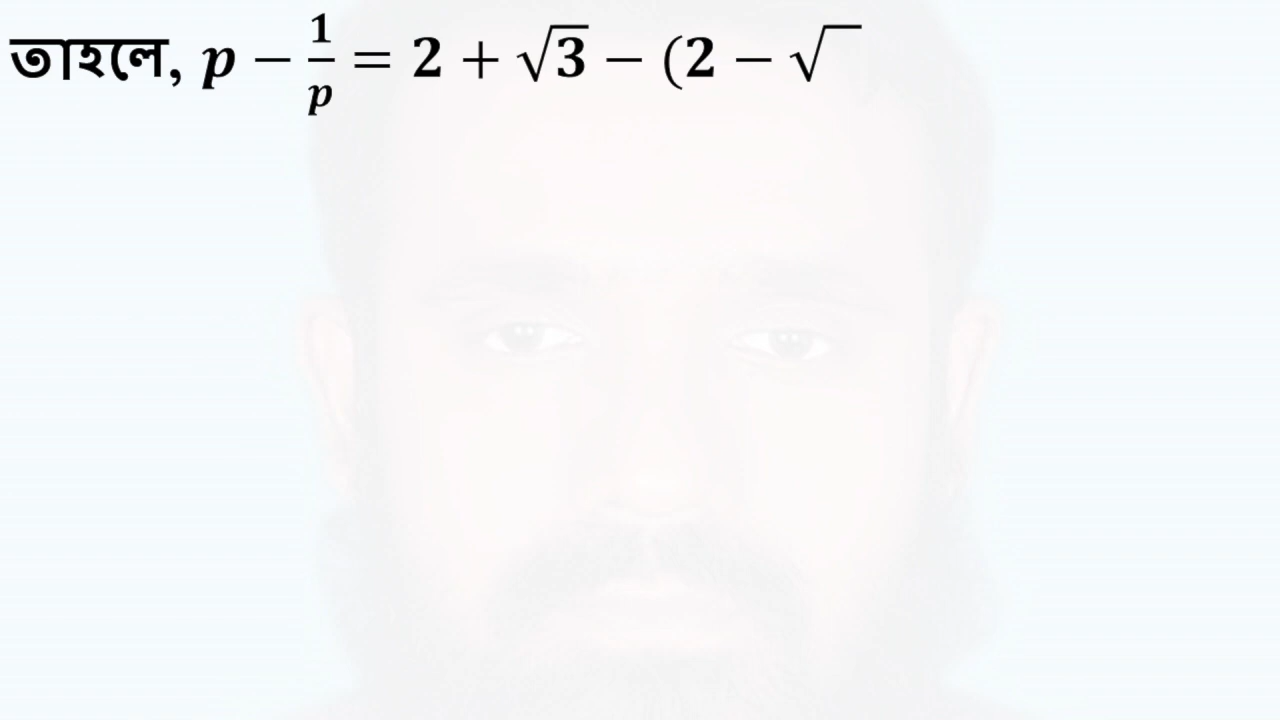 তাহলে, p − 1/p = 2 + √3 − (2 − √